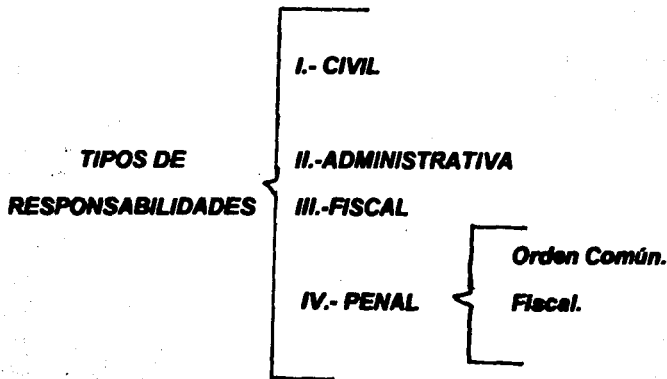 I.- CIVIL
TIPOS DE
RESPONSABILIDADES
II.-ADMINISTRATIVA
III.-FISCAL
IV.- PENAL
Orden Común.
Fiscal.